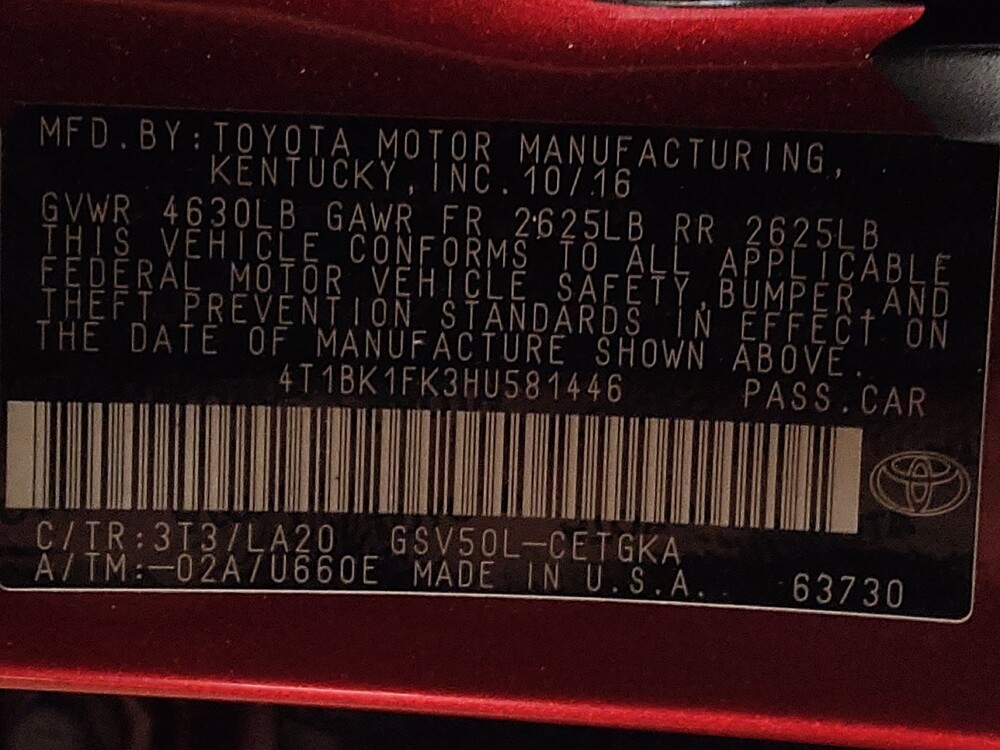 MFD.BY:TOYOTA MOTOR MANUFACTURING,
KENTUCKY,INC.10/16
GVWR 4630LB GAWR FR 2625LB RR 2625LB
THIS VEHICLE CONFORMS TO ALL APPLICABLE
FEDERAL MOTOR VEHICLE SAFETY,BUMPER,AND
THEFT PREVENTION STANDARDS IN EFFECT ON
THE DATE OF MANUFACTURE SHOWN ABOVE.
4T1BK1FK3HU581446 PASS.CAR
C/TR:3T3/LA20 GSV50L-CETGKA
A/TM:-02A/U660E MADE IN U.S.A. 63730